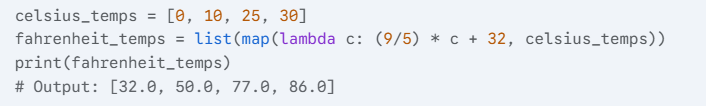 celsius_temps = [0, 10, 25, 30]
fahrenheit_temps = list(map(lambda c: (9/5) * c + 32, celsius_temps))
print(fahrenheit_temps)
# Output: [32.0, 50.0, 77.0, 86.0]